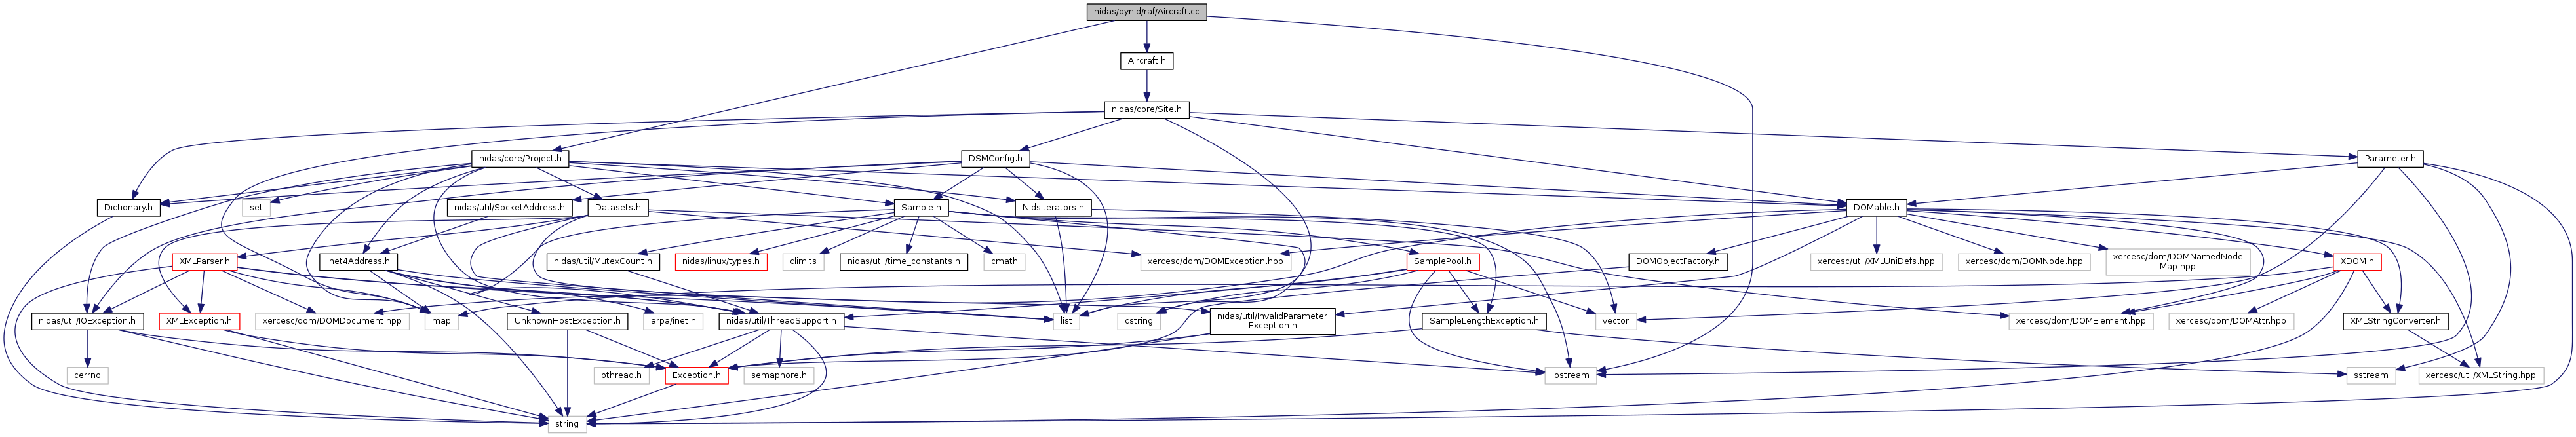 nidas/dynld/raf/Aircraft.cc
Aircraft.h
nidas/core/Site.h
nidas/core/Project.h
DSMConfig.h
Parameter.h
Dictionary.h
set
nidas/util/SocketAddress.h
Datasets.h
Sample.h
NidsIterators.h
DOMable.h
XMLParser.h
Inet4Address.h
nidas/util/MutexCount.h
nidas/linux/types.h
climits
nidas/util/time_constants.h
cmath
xercesc/dom/DOMException.hpp
SamplePool.h
DOMObjectFactory.h
xercesc/util/XMLUniDefs.hpp
xercesc/dom/DOMNode.hpp
xercesc/dom/DOMNamedNode
Map.hpp
XDOM.h
nidas/util/IOException.h
XMLException.h
xercesc/dom/DOMDocument.hpp
map
UnknownHostException.h
arpa/inet.h
nidas/util/ThreadSupport.h
list
cstring
nidas/util/InvalidParameter
Exception.h
SampleLengthException.h
vector
xercesc/dom/DOMElement.hpp
xercesc/dom/DOMAttr.hpp
XMLStringConverter.h
cerrno
pthread.h
Exception.h
semaphore.h
iostream
sstream
xercesc/util/XMLString.hpp
string